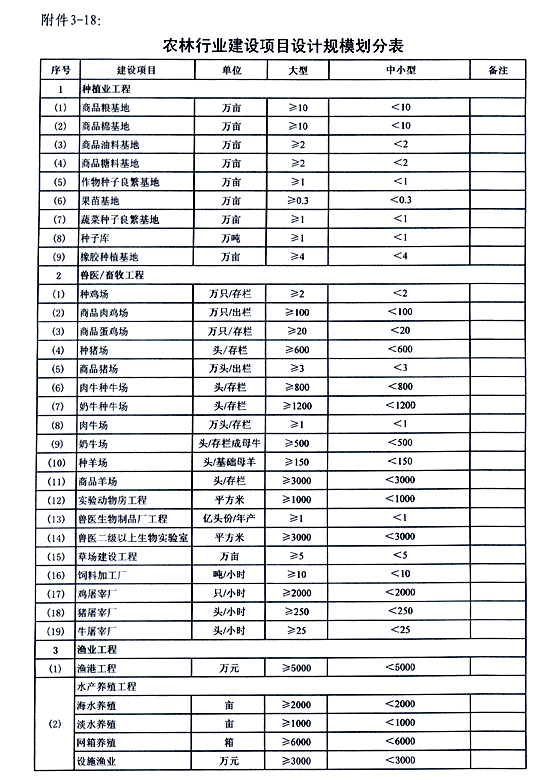 附件3-18:
农林行业建设项目设计规模划分表
序号 建设项目 单位 大型 中小型 备注
1 种植业工程
(1) 商品粮基地 万亩 ≥10 <10
(2) 商品棉基地 万亩 ≥10 <10
(3) 商品油料基地 万亩 ≥2 <2
(4) 商品糖料基地 万亩 ≥2 <2
(5) 作物种子良繁基地 万亩 ≥1 <1
(6) 果苗基地 万亩 ≥0.3 <0.3
(7) 蔬菜种子良繁基地 万亩 ≥1 <1
(8) 种子库 万吨 ≥1 <1
(9) 橡胶种植基地 万亩 ≥4 <4
2 兽医/畜牧工程
(1) 种鸡场 万只/存栏 ≥2 <2
(2) 商品肉鸡场 万只/出栏 ≥100 <100
(3) 商品蛋鸡场 万只/存栏 ≥20 <20
(4) 种猪场 头/存栏 ≥600 <600
(5) 商品猪场 万头/出栏 ≥3 <3
(6) 肉牛种牛场 头/存栏 ≥800 <800
(7) 奶牛种牛场 头/存栏 ≥1200 <1200
(8) 肉牛场 万头/存栏 ≥1 <1
(9) 奶牛场 头/存栏成母牛 ≥500 <500
(10) 种羊场 头/基础母羊 ≥150 <150
(11) 商品羊场 头/存栏 ≥3000 <3000
(12) 实验动物房工程 平方米 ≥1000 <1000
(13) 兽医生物制品厂工程 亿头份/年产 ≥1 <1
(14) 兽医二级以上生物实验室 平方米 ≥3000 <3000
(15) 草场建设工程 万亩 ≥5 <5
(16) 饲料加工厂 吨/小时 ≥10 <10
(17) 鸡屠宰厂 只/小时 ≥2000 <2000
(18) 猪屠宰厂 头/小时 ≥250 <250
(19) 牛屠宰厂 头/小时 ≥25 <25
3 渔业工程
(1) 渔港工程 万元 ≥5000 <5000
(2) 水产养殖工程
海水养殖 亩 ≥2000 <2000
淡水养殖 亩 ≥1000 <1000
网箱养殖 箱 ≥6000 <6000
设施渔业 万元 ≥3000 <3000